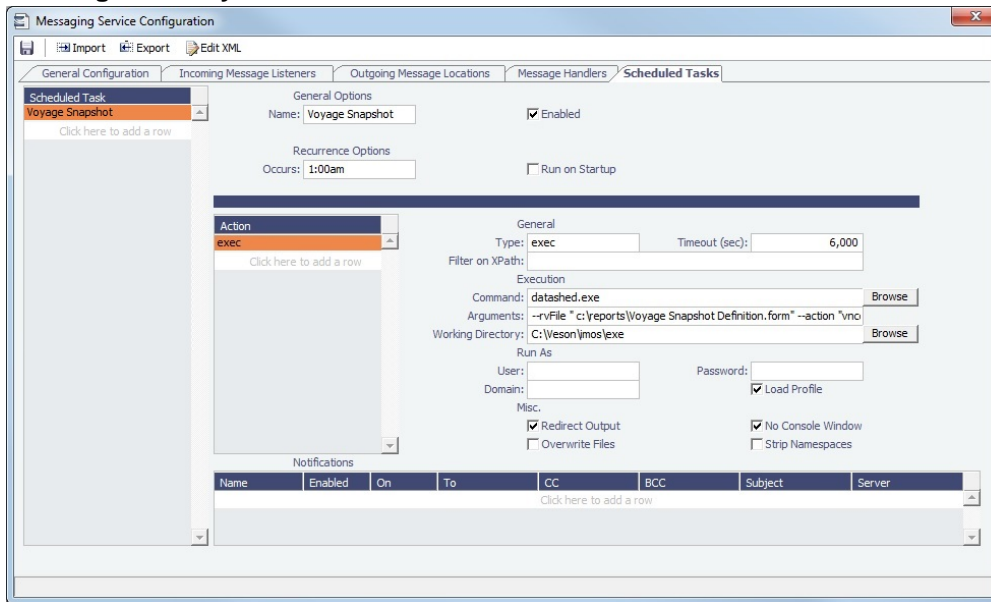 Messaging Service Configuration
Import Export Edit XML
General Configuration Incoming Message Listeners Outgoing Message Locations Message Handlers Scheduled Tasks
Scheduled Task
Voyage Snapshot
Click here to add a row
General Options
Name: Voyage Snapshot Enabled
Recurrence Options
Occurs: 1:00am Run on Startup
Action
exec
Click here to add a row
General
Type: exec Timeout (sec): 6,000
Filter on XPath:
Execution
Command: datashed.exe Browse
Arguments: --rvFile " c:\reports\Voyage Snapshot Definition.form" --action "vnc
Working Directory: C:\Veson\imos\exe Browse
Run As
User: Password:
Domain: Load Profile
Misc.
Redirect Output No Console Window
Overwrite Files Strip Namespaces
Notifications
Name Enabled On To CC BCC Subject Server
Click here to add a row